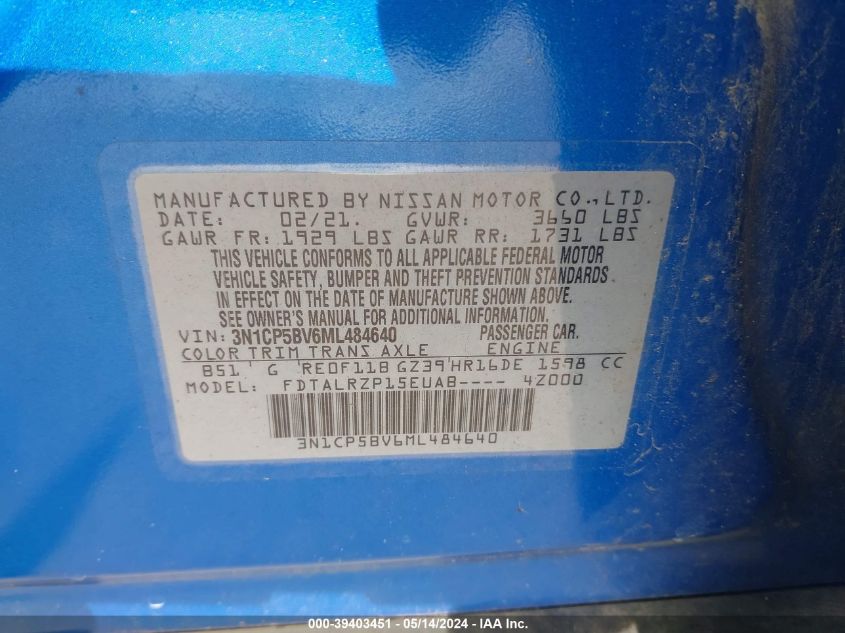 MANUFACTURED BY NISSAN MOTOR CO., LTD.
DATE: 02/21. GVWR: 3660 LBS
GAWR FR: 1929 LBS GAWR RR: 1731 LBS
THIS VEHICLE CONFORMS TO ALL APPLICABLE FEDERAL MOTOR
VEHICLE SAFETY, BUMPER AND THEFT PREVENTION STANDARDS
IN EFFECT ON THE DATE OF MANUFACTURE SHOWN ABOVE.
SEE OWNER'S MANUAL FOR ADDITIONAL INFORMATION.
VIN: 3N1CP5BV6ML484640 PASSENGER CAR.
COLOR TRIM TRANS AXLE ENGINE
B51 G RE0F11B GZ39 HR16DE 1598 CC
MODEL: FDTALRZP15EUAB---- 4Z000
3N1CP5BV6ML484640
000-39403451 - 05/14/2024 - IAA Inc.